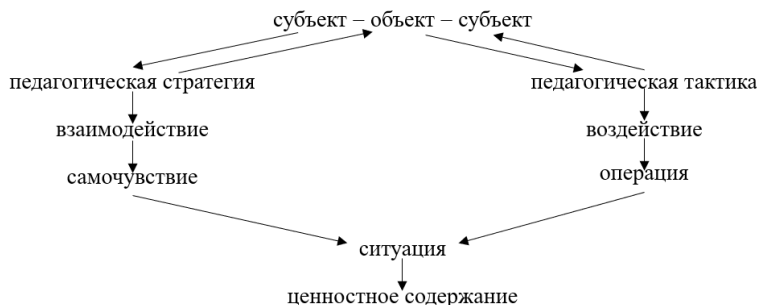 субъект – объект – субъект
педагогическая стратегия
педагогическая тактика
взаимодействие
воздействие
самочувствие
операция
ситуация
ценностное содержание